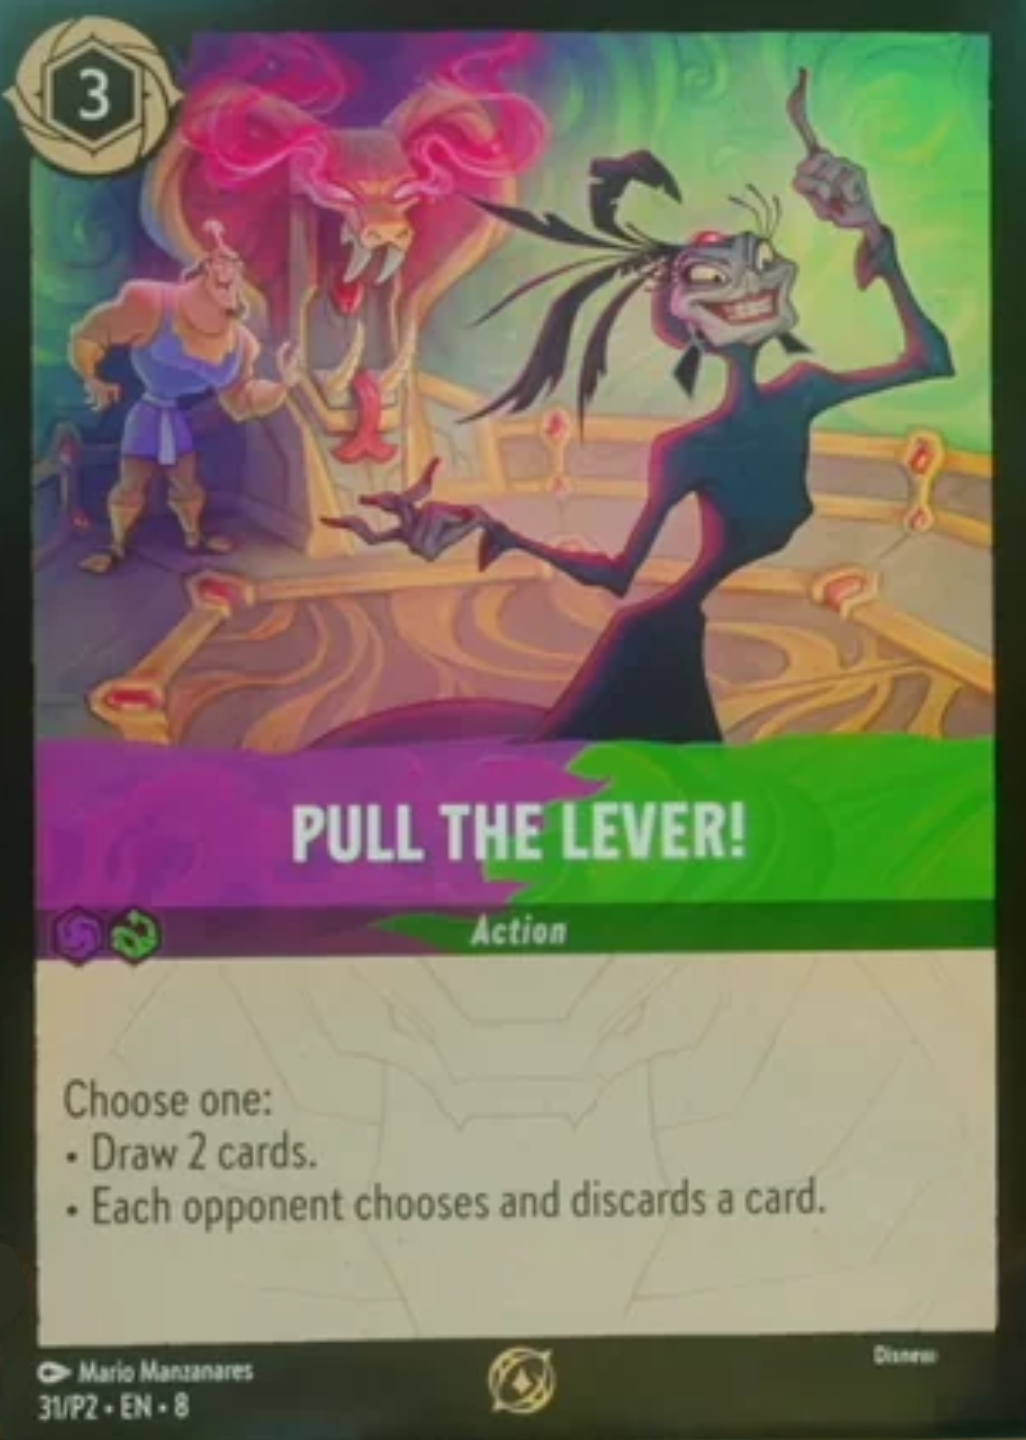 3
PULL THE LEVER!
Action
Choose one:
• Draw 2 cards.
• Each opponent chooses and discards a card.
Mario Manzanares
31/P2 • EN • 8
Disney